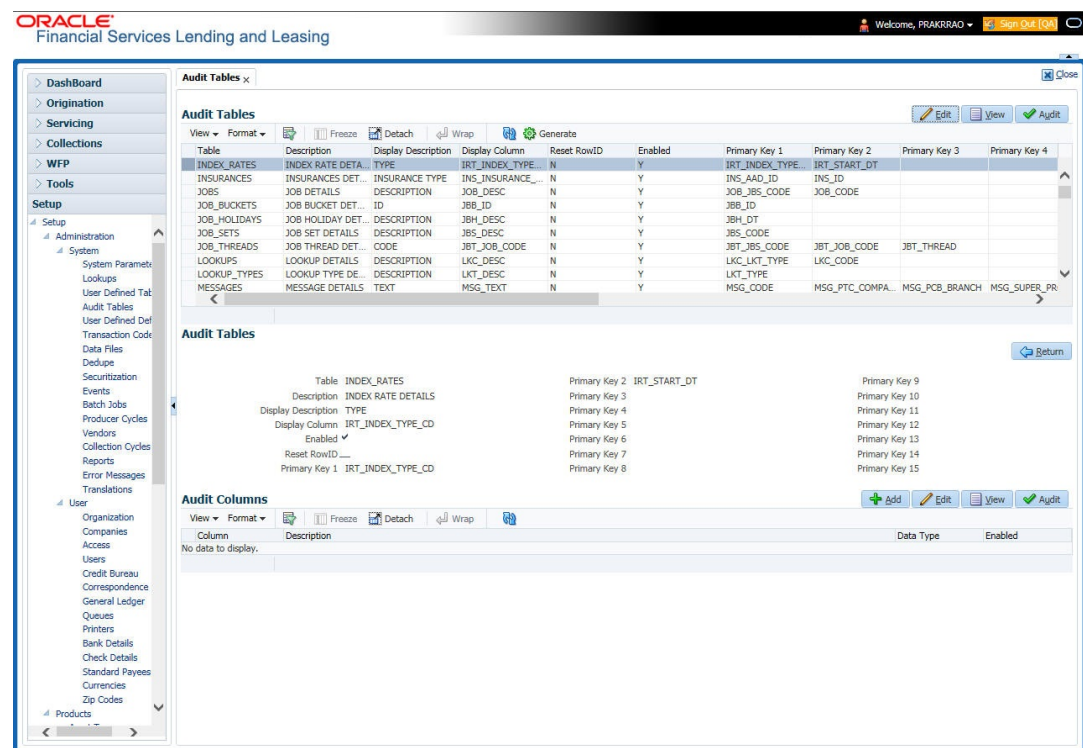 ORACLE
Financial Services Lending and Leasing
Welcome, PRAKRRAO
Sign Out [QA]
DashBoard
Origination
Servicing
Collections
WFP
Tools
Setup
Setup
Administration
System
System Paramete
Lookups
User Defined Tab
Audit Tables
User Defined Def
Transaction Code
Data Files
Dedupe
Securitization
Events
Batch Jobs
Producer Cycles
Vendors
Collection Cycles
Reports
Error Messages
Translations
User
Organization
Companies
Access
Users
Credit Bureau
Correspondence
General Ledger
Queues
Printers
Bank Details
Check Details
Standard Payees
Currencies
Zip Codes
Products
Audit Tables
Close
Audit Tables
Edit View Audit
View Format Freeze Detach Wrap Generate
Table Description Display Description Display Column Reset RowID Enabled Primary Key 1 Primary Key 2 Primary Key 3 Primary Key 4
INDEX_RATES INDEX RATE DETA... TYPE IRT_INDEX_TYPE... N Y IRT_INDEX_TYPE... IRT_START_DT
INSURANCES INSURANCES DET... INSURANCE TYPE INS_INSURANCE_... N Y INS_AAD_ID INS_ID
JOBS JOB DETAILS DESCRIPTION JOB_DESC N Y JOB_JBS_CODE JOB_CODE
JOB_BUCKETS JOB BUCKET DET... ID JBB_ID N Y JBB_ID
JOB_HOLIDAYS JOB HOLIDAY DET... DESCRIPTION JBH_DESC N Y JBH_DT
JOB_SETS JOB SET DETAILS DESCRIPTION JBS_DESC N Y JBS_CODE
JOB_THREADS JOB THREAD DET... CODE JBT_JOB_CODE N Y JBT_JBS_CODE JBT_JOB_CODE JBT_THREAD
LOOKUPS LOOKUP DETAILS DESCRIPTION LKC_DESC N Y LKC_LKT_TYPE LKC_CODE
LOOKUP_TYPES LOOKUP TYPE DE... DESCRIPTION LKT_DESC N Y LKT_TYPE
MESSAGES MESSAGE DETAILS TEXT MSG_TEXT N Y MSG_CODE MSG_PTC_COMPA... MSG_PCB_BRANCH MSG_SUPER_PR
Audit Tables
Return
Table INDEX_RATES Primary Key 2 IRT_START_DT Primary Key 9
Description INDEX RATE DETAILS Primary Key 3 Primary Key 10
Display Description TYPE Primary Key 4 Primary Key 11
Display Column IRT_INDEX_TYPE_CD Primary Key 5 Primary Key 12
Enabled Primary Key 6 Primary Key 13
Reset RowID Primary Key 7 Primary Key 14
Primary Key 1 IRT_INDEX_TYPE_CD Primary Key 8 Primary Key 15
Audit Columns
Add Edit View Audit
View Format Freeze Detach Wrap
Column Description Data Type Enabled
No data to display.